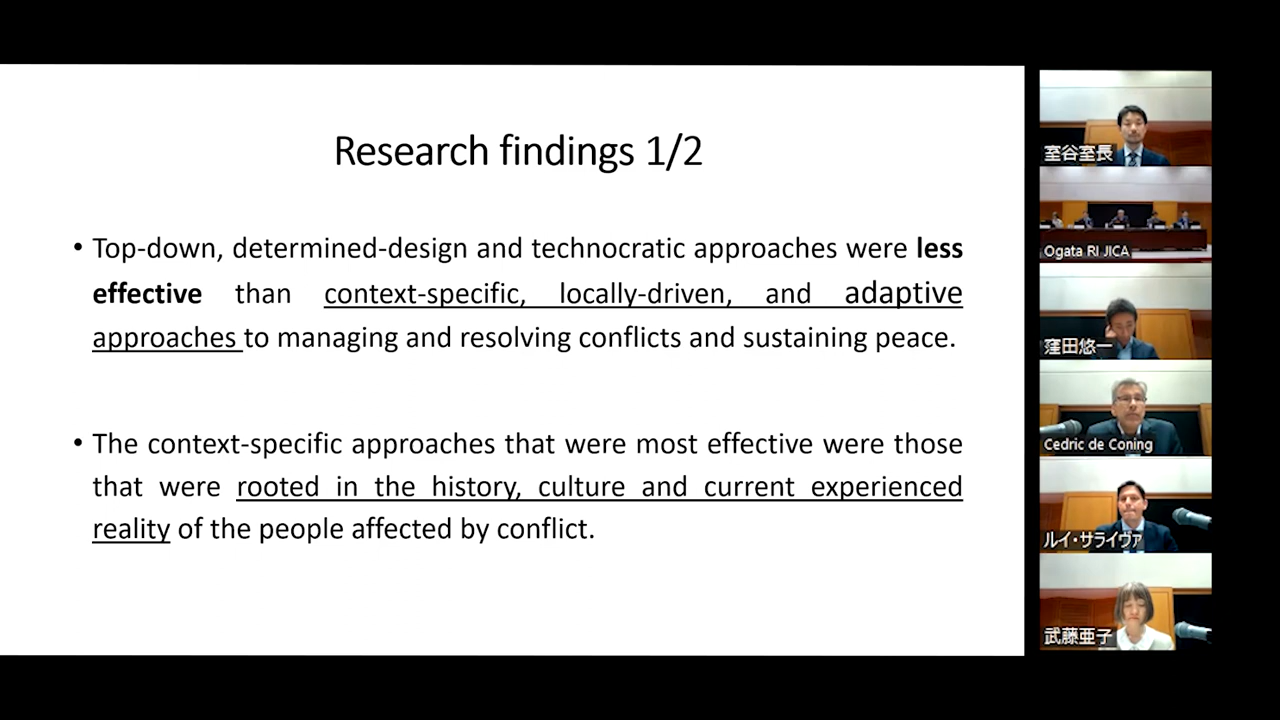 Research findings 1/2
• Top-down, determined-design and technocratic approaches were less
effective than context-specific, locally-driven, and adaptive
approaches to managing and resolving conflicts and sustaining peace.
• The context-specific approaches that were most effective were those
that were rooted in the history, culture and current experienced
reality of the people affected by conflict.
室谷室長
Ogata RI JICA
窪田悠一
Cedric de Coning
ルイ・サライヴァ
武藤亜子